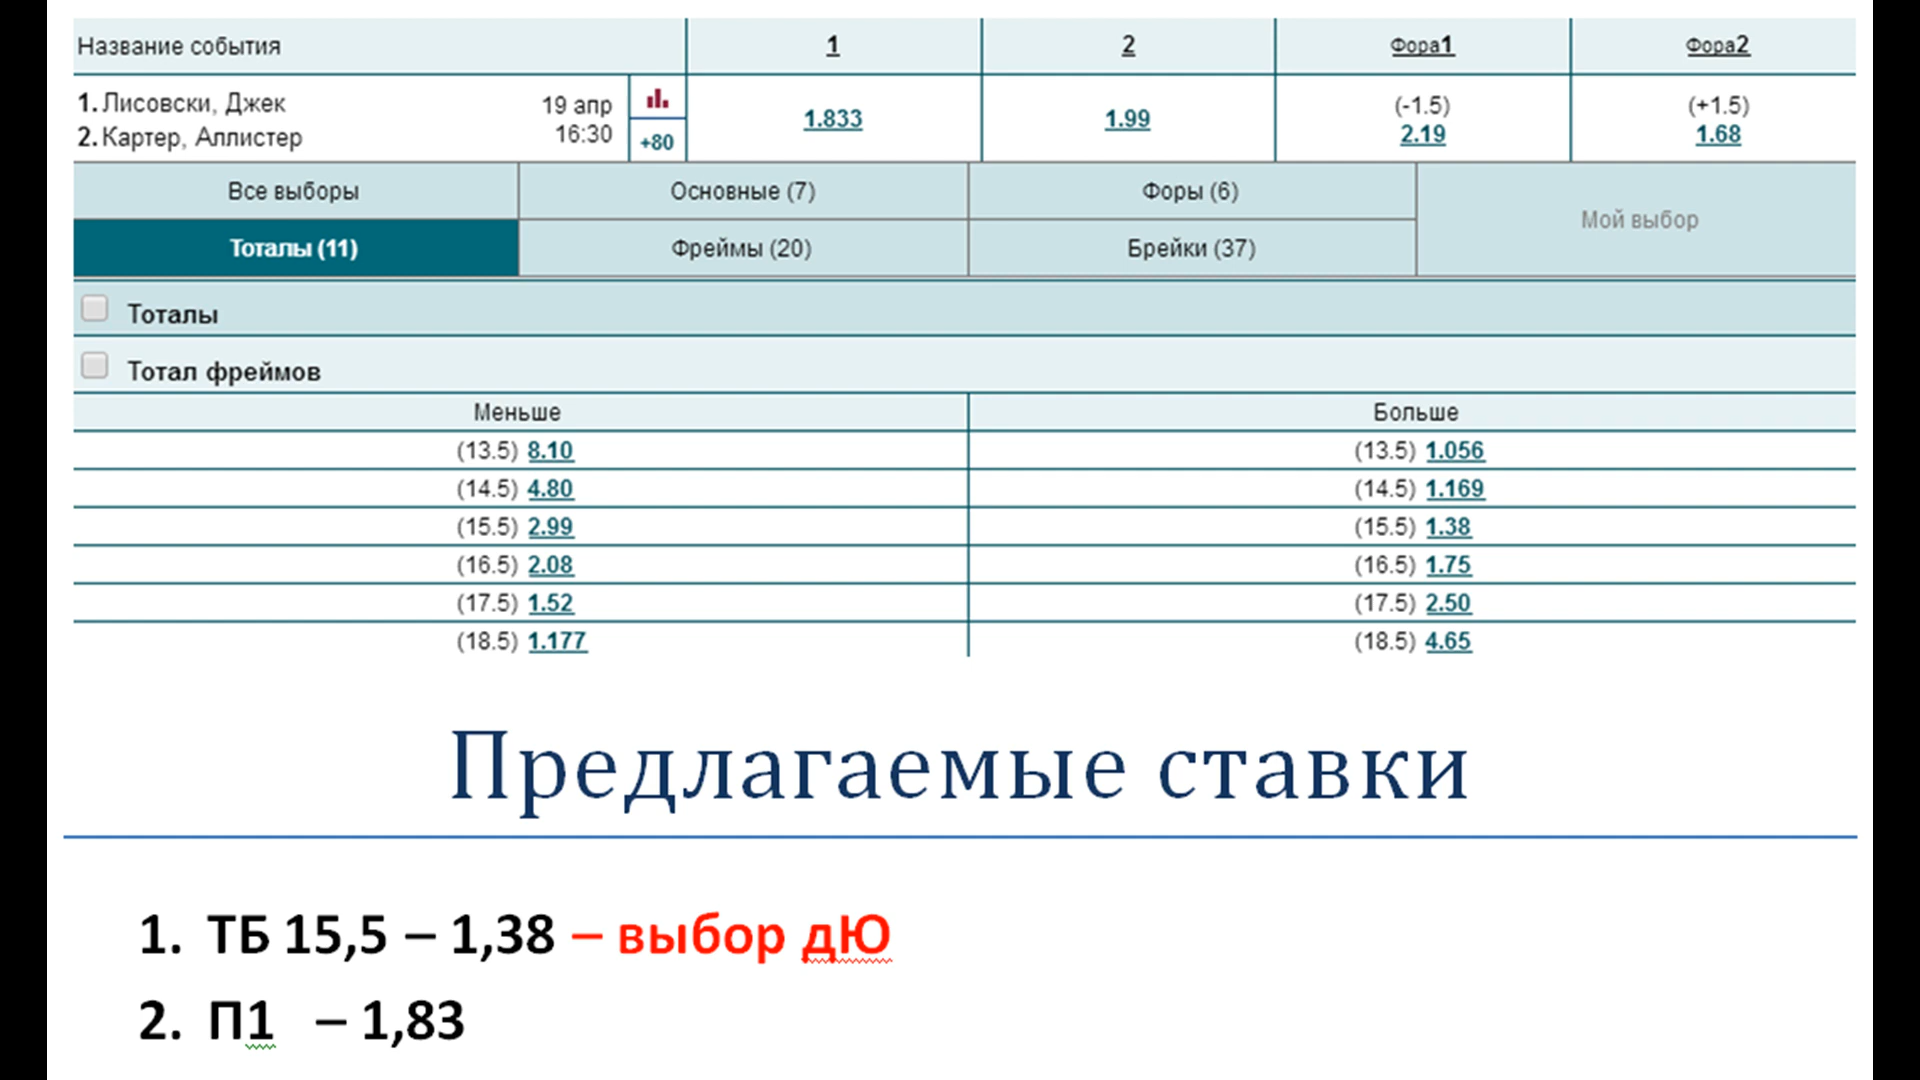 Название события 1 2 Фора1 Фора2
1. Лисовски, Джек 19 апр (-1.5) (+1.5)
1.833 1.99
2. Картер, Аллистер 16:30 +80 2.19 1.68
Все выборы Основные (7) Форы (6)
Мой выбор
Тоталы (11) Фреймы (20) Брейки (37)
Тоталы
Тотал фреймов
Меньше Больше
(13.5) 8.10 (13.5) 1.056
(14.5) 4.80 (14.5) 1.169
(15.5) 2.99 (15.5) 1.38
(16.5) 2.08 (16.5) 1.75
(17.5) 1.52 (17.5) 2.50
(18.5) 1.177 (18.5) 4.65
Предлагаемые ставки
1. ТБ 15,5 – 1,38 – выбор дЮ
2. П1 – 1,83